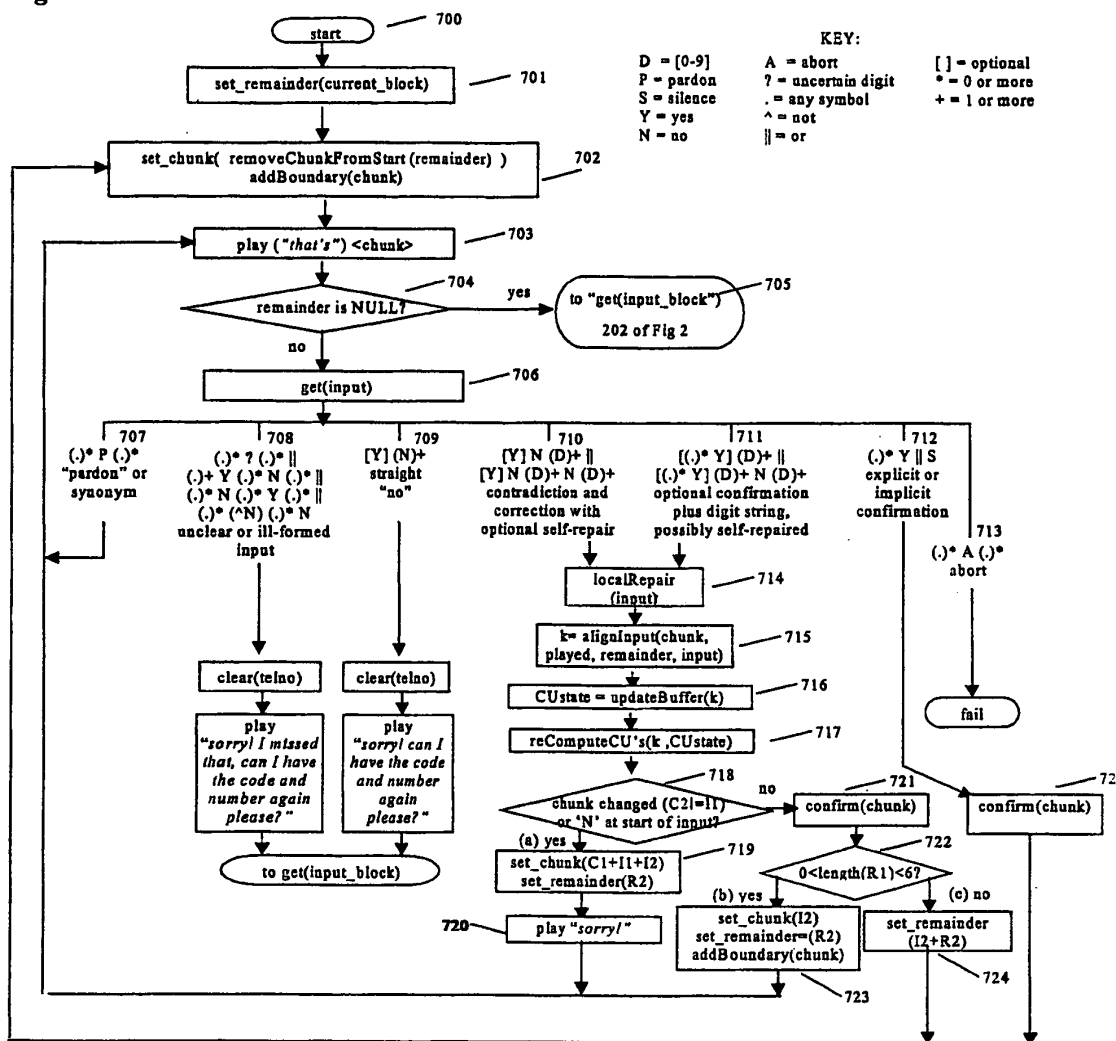 700
start
KEY:
D = [0-9]
A = abort
[ ] = optional
P = pardon
? = uncertain digit
* = 0 or more
S = silence
. = any symbol
+ = 1 or more
Y = yes
^ = not
N = no
|| = or
set_remainder(current_block)
701
set_chunk( removeChunkFromStart(remainder) )
addBoundary(chunk)
702
play ("that's") <chunk>
703
704
remainder is NULL?
yes
705
to "get(input_block")
202 of Fig 2
no
get(input)
706
707
(.)* P (.)*
"pardon" or
synonym
708
(.)* ? (.)* ||
(.)+ Y (.)* N (.)* ||
(.)* N (.)* Y (.)* ||
(.)* (^N) (.)* N
unclear or ill-formed
input
709
[Y] (N)+
straight
"no"
710
[Y] N (D)+ ||
[Y] N (D)+ N (D)+
contradiction and
correction with
optional self-repair
711
[(.)* Y] (D)+ ||
[(.)* Y] (D)+ N (D)+
optional confirmation
plus digit string,
possibly self-repaired
712
(.)* Y || S
explicit or
implicit
confirmation
713
(.)* A (.)*
abort
localRepair
(input)
714
k= alignInput(chunk,
played, remainder, input)
715
clear(telno)
clear(telno)
CUstate = updateBuffer(k)
716
fail
play
"sorry! I missed
that, can I have
the code and
number again
please?"
play
"sorry! can I
have the code
and number
again
please?"
reComputeCU's(k ,CUstate)
717
718
chunk changed (C2!=I1)
or 'N' at start of input?
no
721
confirm(chunk)
72
confirm(chunk)
(a) yes
722
0<length(R1)<6?
to get(input_block)
set_chunk(C1+I1+I2)
set_remainder(R2)
719
(b) yes
(c) no
720
play "sorry!"
set_chunk(I2)
set_remainder=(R2)
addBoundary(chunk)
723
set_remainder
(I2+R2)
724